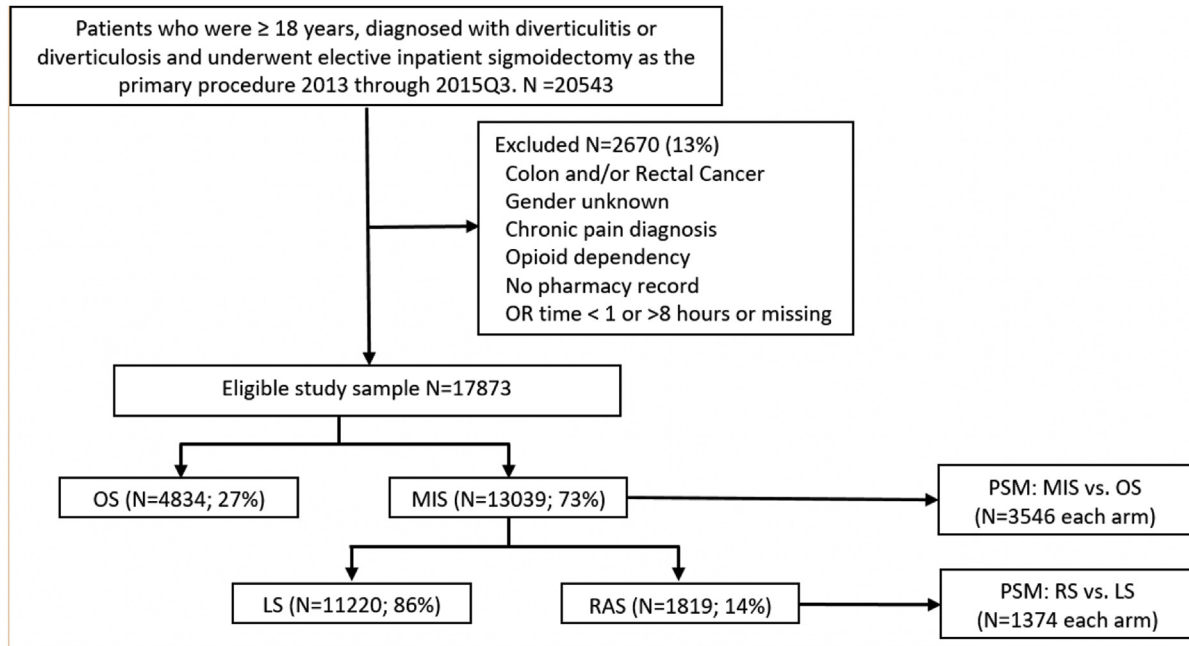 Patients who were ≥ 18 years, diagnosed with diverticulitis or
diverticulosis and underwent elective inpatient sigmoidectomy as the
primary procedure 2013 through 2015Q3. N =20543
Excluded N=2670 (13%)
Colon and/or Rectal Cancer
Gender unknown
Chronic pain diagnosis
Opioid dependency
No pharmacy record
OR time < 1 or >8 hours or missing
Eligible study sample N=17873
OS (N=4834; 27%)
MIS (N=13039; 73%)
PSM: MIS vs. OS
(N=3546 each arm)
LS (N=11220; 86%)
RAS (N=1819; 14%)
PSM: RS vs. LS
(N=1374 each arm)